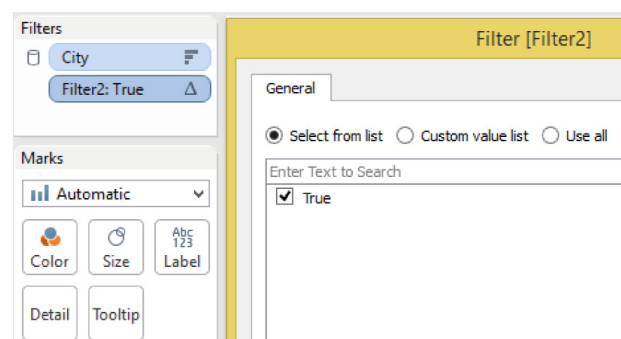 Filters
City
Filter2: True Δ
Marks
Automatic
Color
Size
Abc
123
Label
Detail
Tooltip
Filter [Filter2]
General
Select from list Custom value list Use all
Enter Text to Search
True